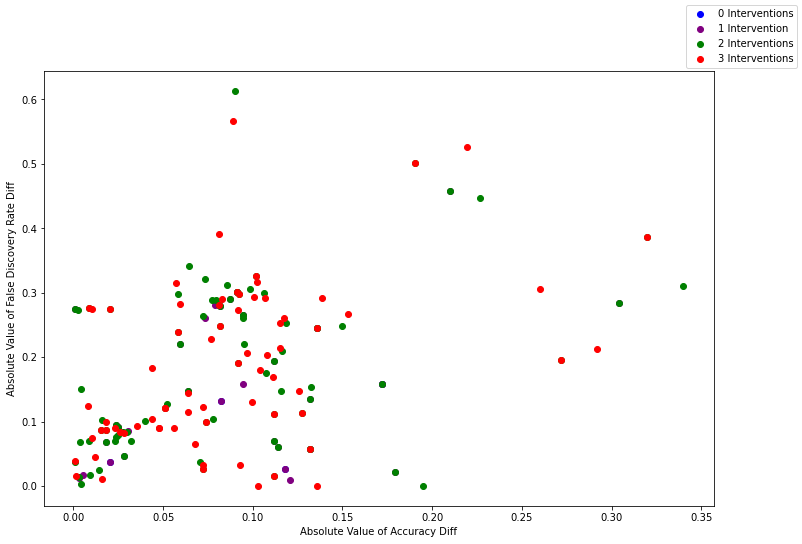 0 Interventions
1 Intervention
2 Interventions
3 Interventions
0.6
0.5
0.4
0.3
0.2
0.1
0.0
Absolute Value of False Discovery Rate Diff
0.00 0.05 0.10 0.15 0.20 0.25 0.30 0.35
Absolute Value of Accuracy Diff